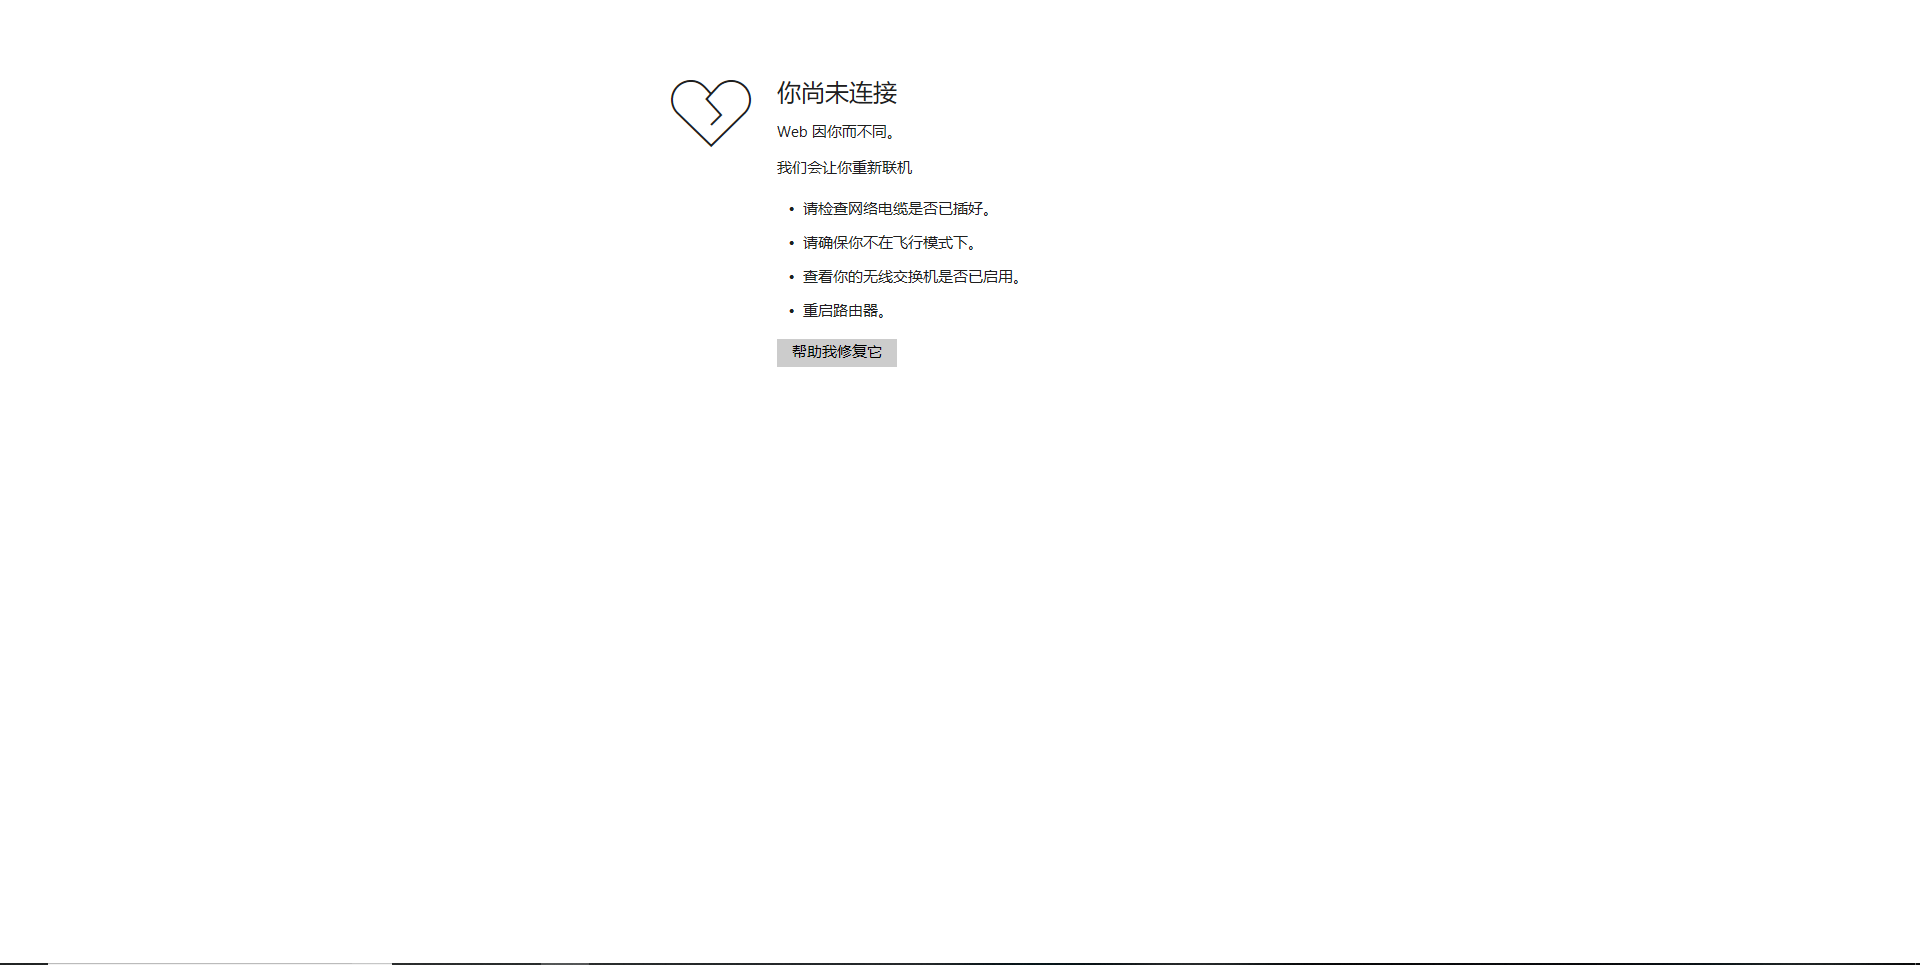 你尚未连接
Web 因你而不同。
我们会让你重新联机
• 请检查网络电缆是否已插好。
• 请确保你不在飞行模式下。
• 查看你的无线交换机是否已启用。
• 重启路由器。
帮助我修复它